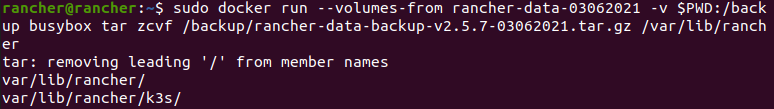 rancher@rancher:~$ sudo docker run --volumes-from rancher-data-03062021 -v $PWD:/back
up busybox tar zcvf /backup/rancher-data-backup-v2.5.7-03062021.tar.gz /var/lib/ranch
er
tar: removing leading '/' from member names
var/lib/rancher/
var/lib/rancher/k3s/